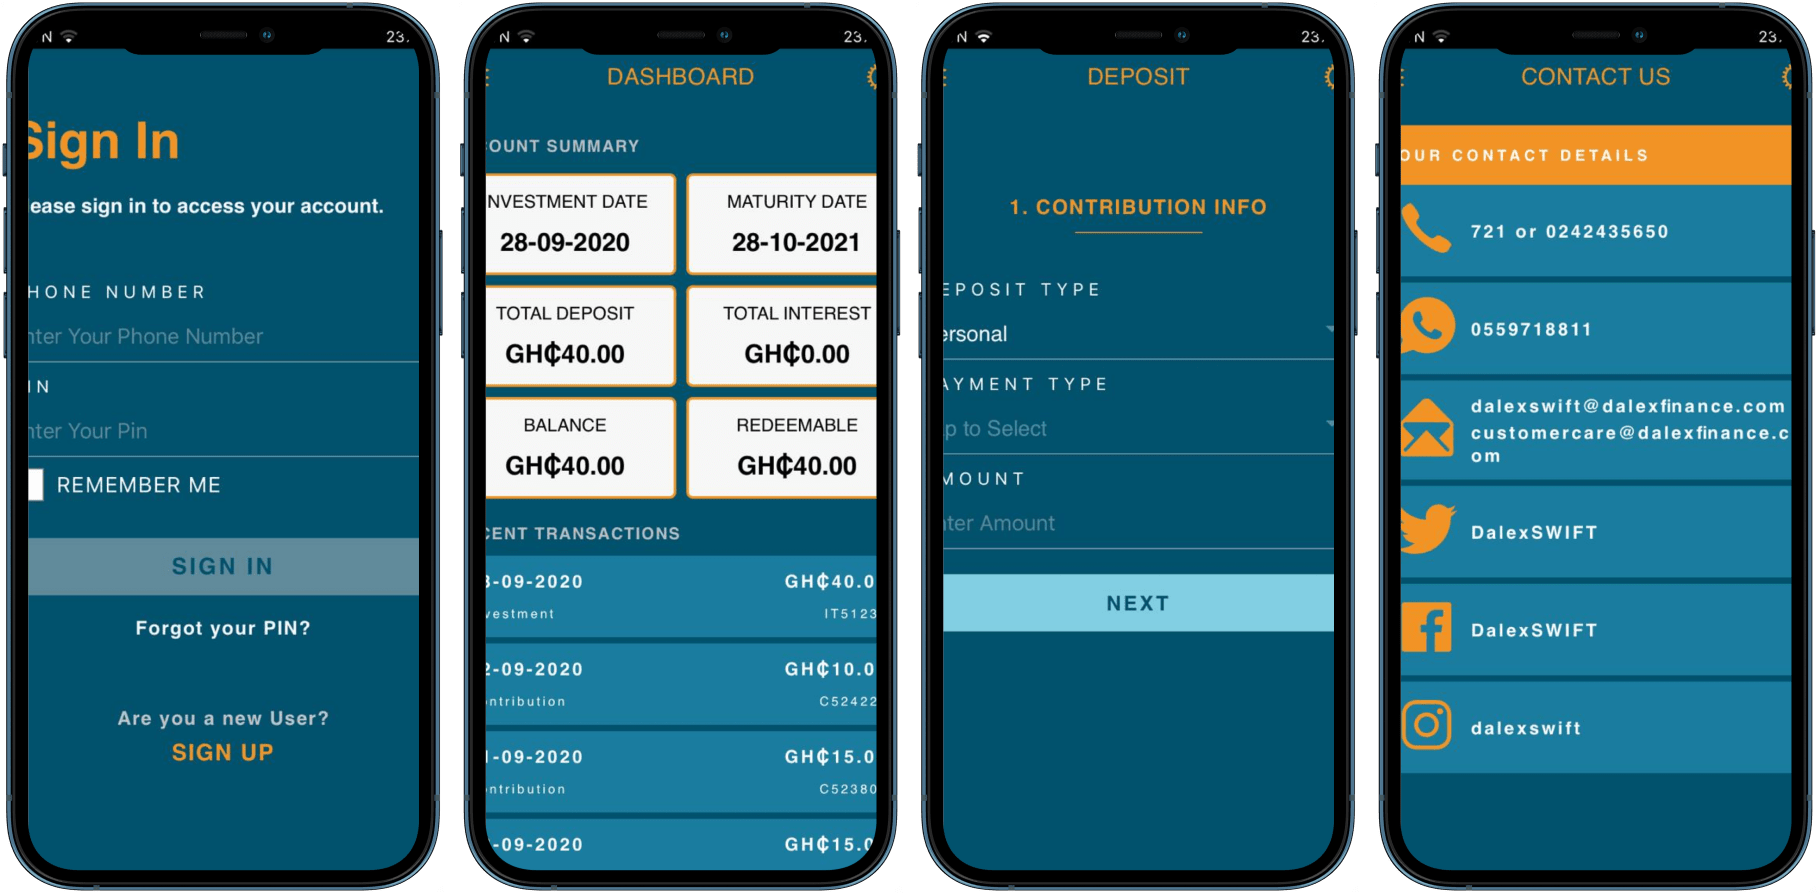 N 23.
Sign In
ease sign in to access your account.
HONE NUMBER
nter Your Phone Number
IN
nter Your Pin
REMEMBER ME
SIGN IN
Forgot your PIN?
Are you a new User?
SIGN UP
N 23.
DASHBOARD
OUNT SUMMARY
NVESTMENT DATE
28-09-2020
MATURITY DATE
28-10-2021
TOTAL DEPOSIT
GH₵40.00
TOTAL INTEREST
GH₵0.00
BALANCE
GH₵40.00
REDEEMABLE
GH₵40.00
CENT TRANSACTIONS
8-09-2020 GH₵40.0
vestment IT5123
2-09-2020 GH₵10.0
ntribution C52422
1-09-2020 GH₵15.0
ntribution C52380
-09-2020 GH₵15.0
N 23.
DEPOSIT
1. CONTRIBUTION INFO
EPOSIT TYPE
ersonal
AYMENT TYPE
p to Select
MOUNT
nter Amount
NEXT
N 23.
CONTACT US
OUR CONTACT DETAILS
721 or 0242435650
0559718811
dalexswift@dalexfinance.com
customercare@dalexfinance.c
om
DalexSWIFT
DalexSWIFT
dalexswift